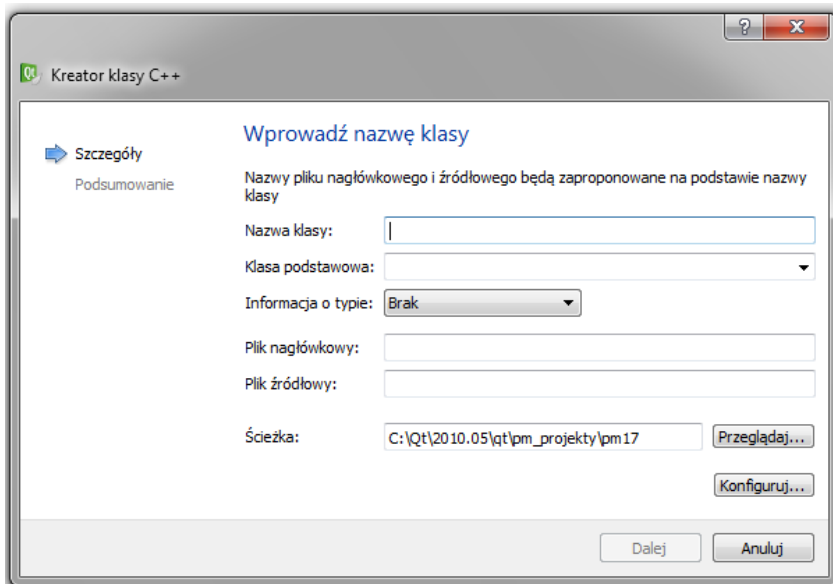 Kreator klasy C++
Szczegóły
Podsumowanie
Wprowadź nazwę klasy
Nazwy pliku nagłówkowego i źródłowego będą zaproponowane na podstawie nazwy
klasy
Nazwa klasy:
Klasa podstawowa:
Informacja o typie: Brak
Plik nagłówkowy:
Plik źródłowy:
Ścieżka: C:\Qt\2010.05\qt\pm_projekty\pm17 Przeglądaj...
Konfiguruj...
Dalej Anuluj